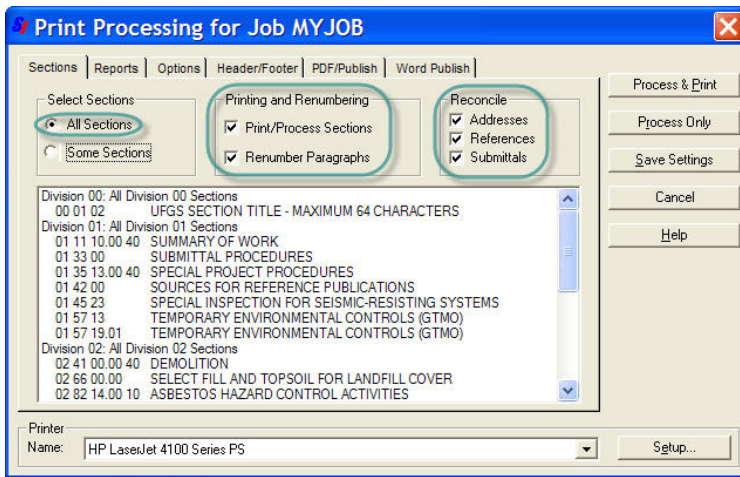 SI Print Processing for Job MYJOB
Sections Reports Options Header/Footer PDF/Publish Word Publish
Select Sections
All Sections
Some Sections
Printing and Renumbering
Print/Process Sections
Renumber Paragraphs
Reconcile
Addresses
References
Submittals
Process & Print
Process Only
Save Settings
Cancel
Help
Division 00: All Division 00 Sections
00 01 02 UFGS SECTION TITLE - MAXIMUM 64 CHARACTERS
Division 01: All Division 01 Sections
01 11 10.00 40 SUMMARY OF WORK
01 33 00 SUBMITTAL PROCEDURES
01 35 13.00 40 SPECIAL PROJECT PROCEDURES
01 42 00 SOURCES FOR REFERENCE PUBLICATIONS
01 45 23 SPECIAL INSPECTION FOR SEISMIC-RESISTING SYSTEMS
01 57 13 TEMPORARY ENVIRONMENTAL CONTROLS (GTMO)
01 57 19.01 TEMPORARY ENVIRONMENTAL CONTROLS (GTMO)
Division 02: All Division 02 Sections
02 41 00.00 40 DEMOLITION
02 66 00.00 SELECT FILL AND TOPSOIL FOR LANDFILL COVER
02 82 14.00 10 ASBESTOS HAZARD CONTROL ACTIVITIES
Printer
Name: HP LaserJet 4100 Series PS
Setup...